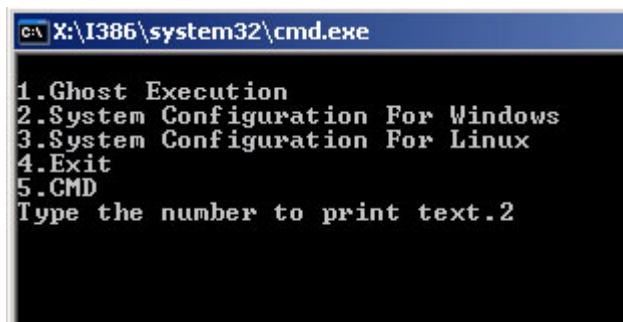 X:\I386\system32\cmd.exe
1.Ghost Execution
2.System Configuration For Windows
3.System Configuration For Linux
4.Exit
5.CMD
Type the number to print text.2